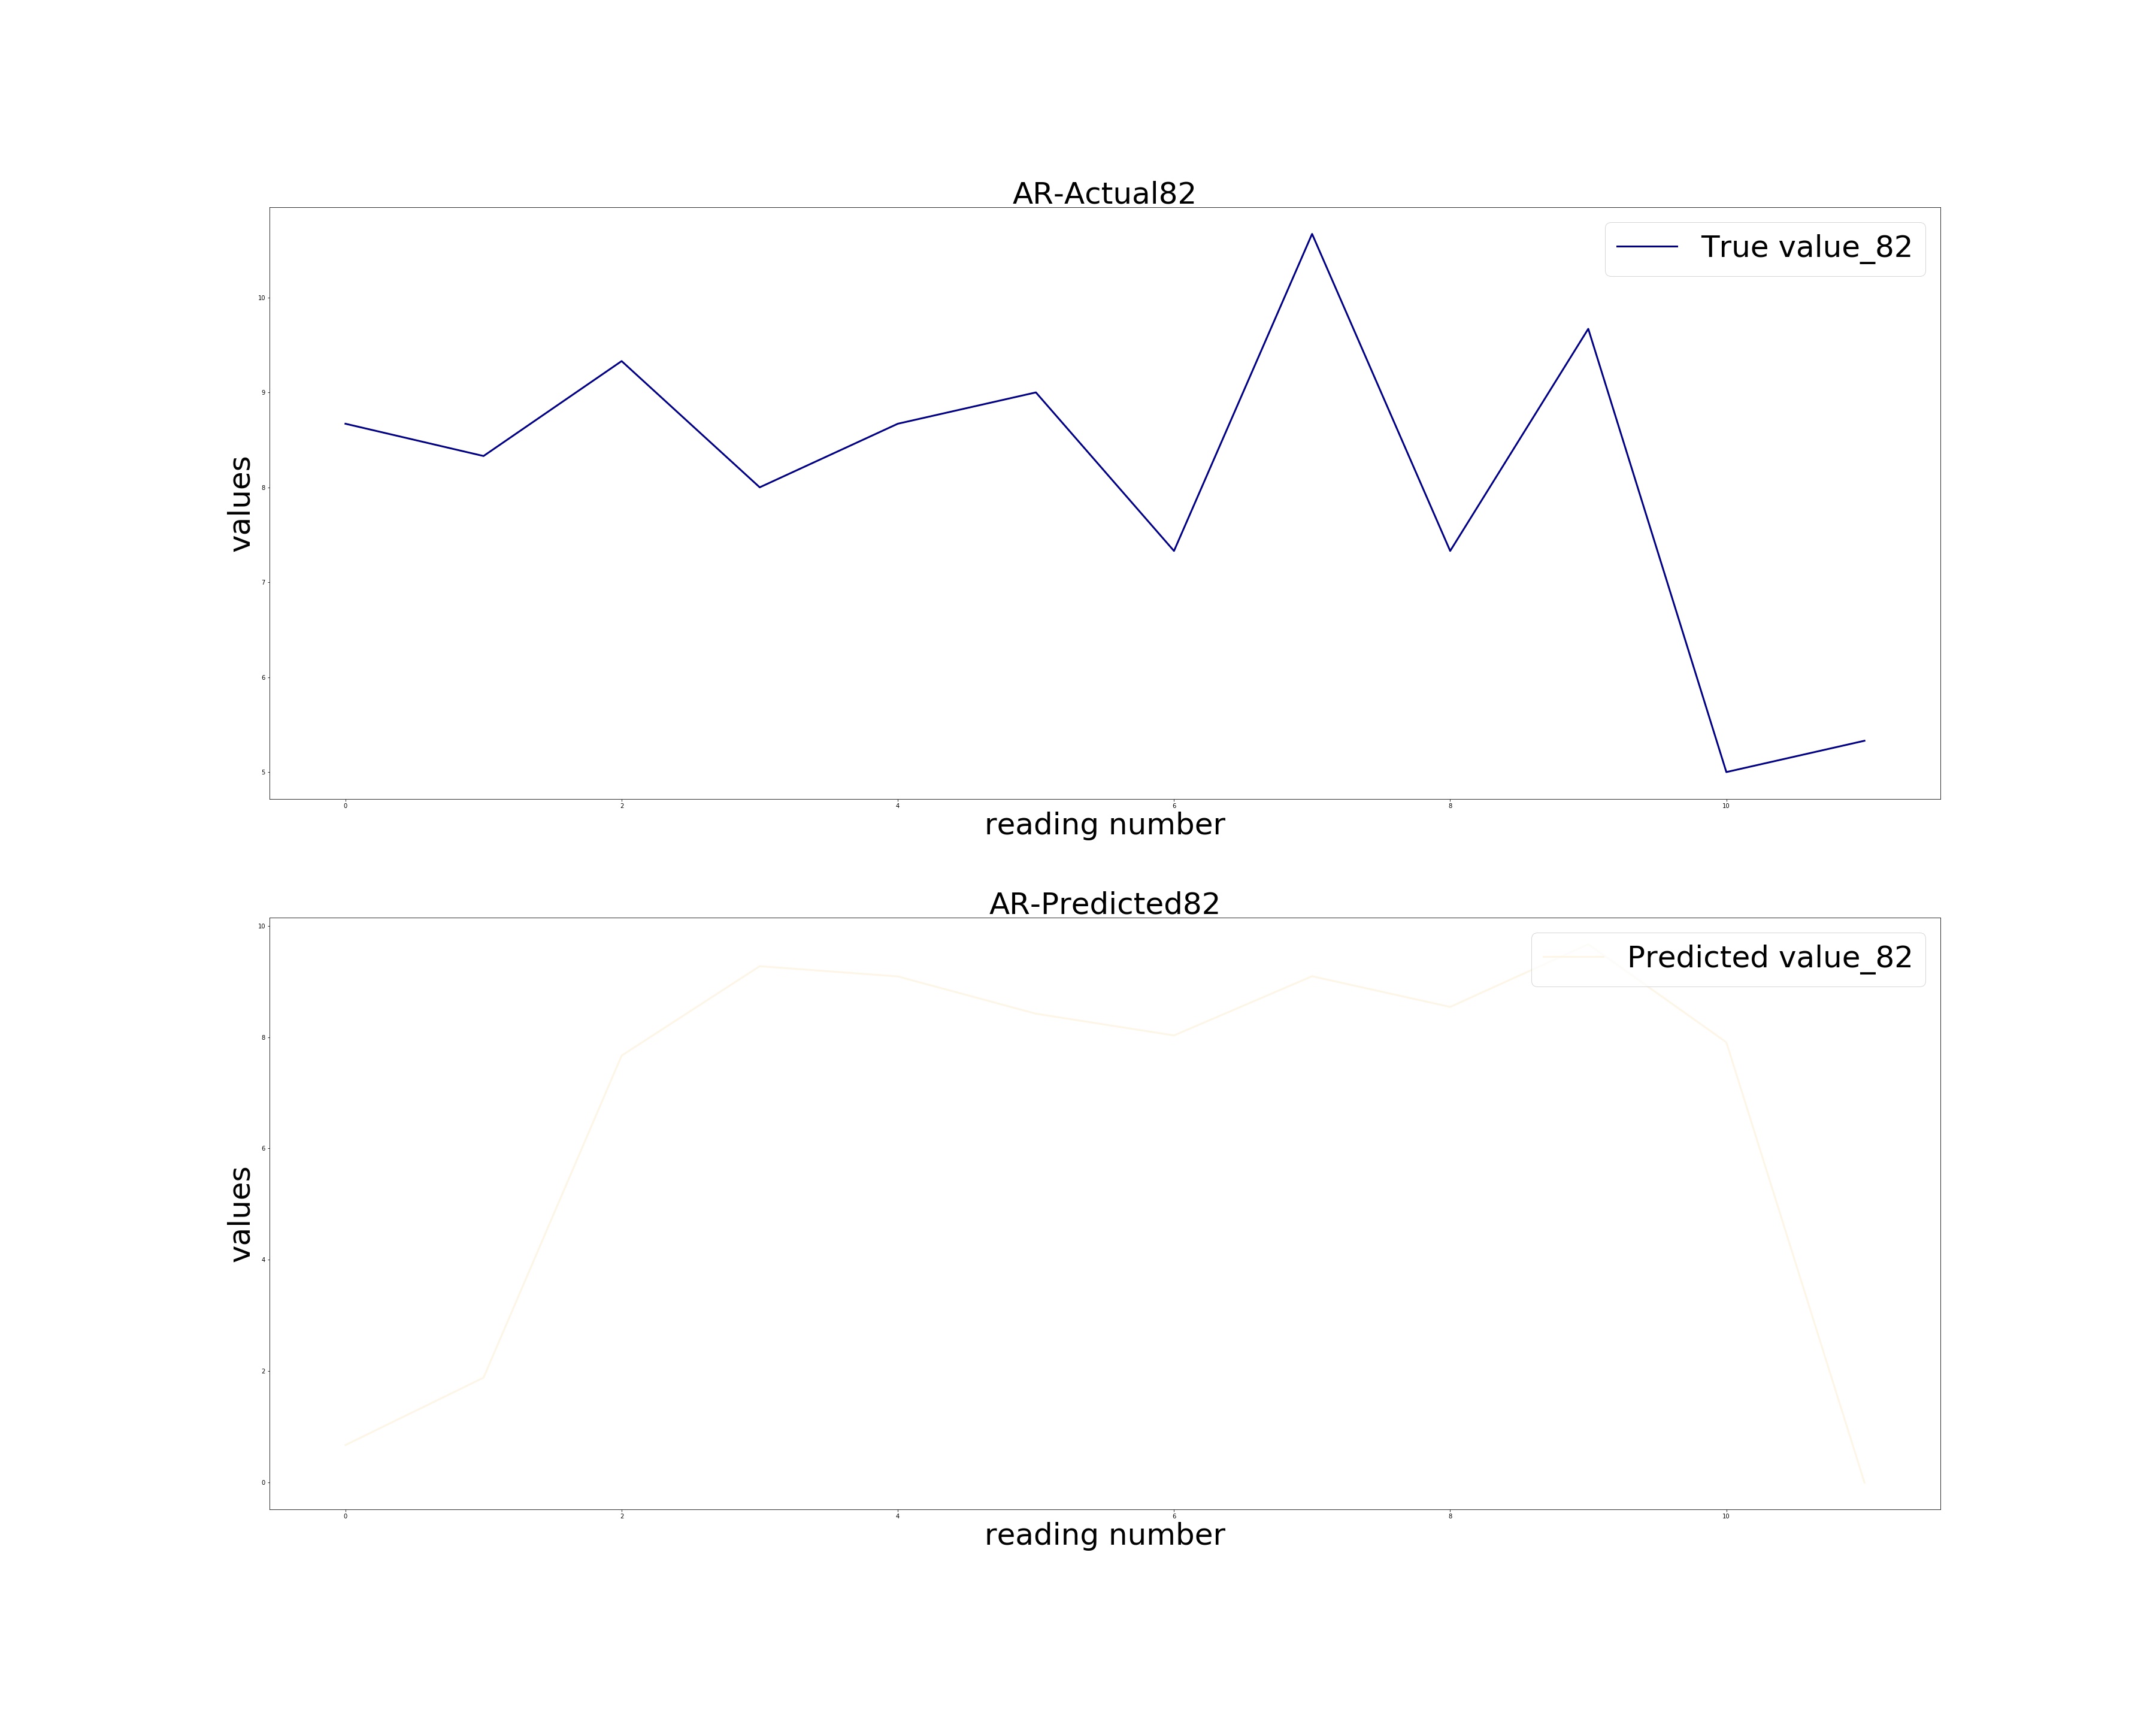 AR-Actual82
True value_82
10
9
8
7
6
5
values
0 2 4 6 8 10
reading number
AR-Predicted82
Predicted value_82
10
8
6
4
2
0
values
0 2 4 6 8 10
reading number